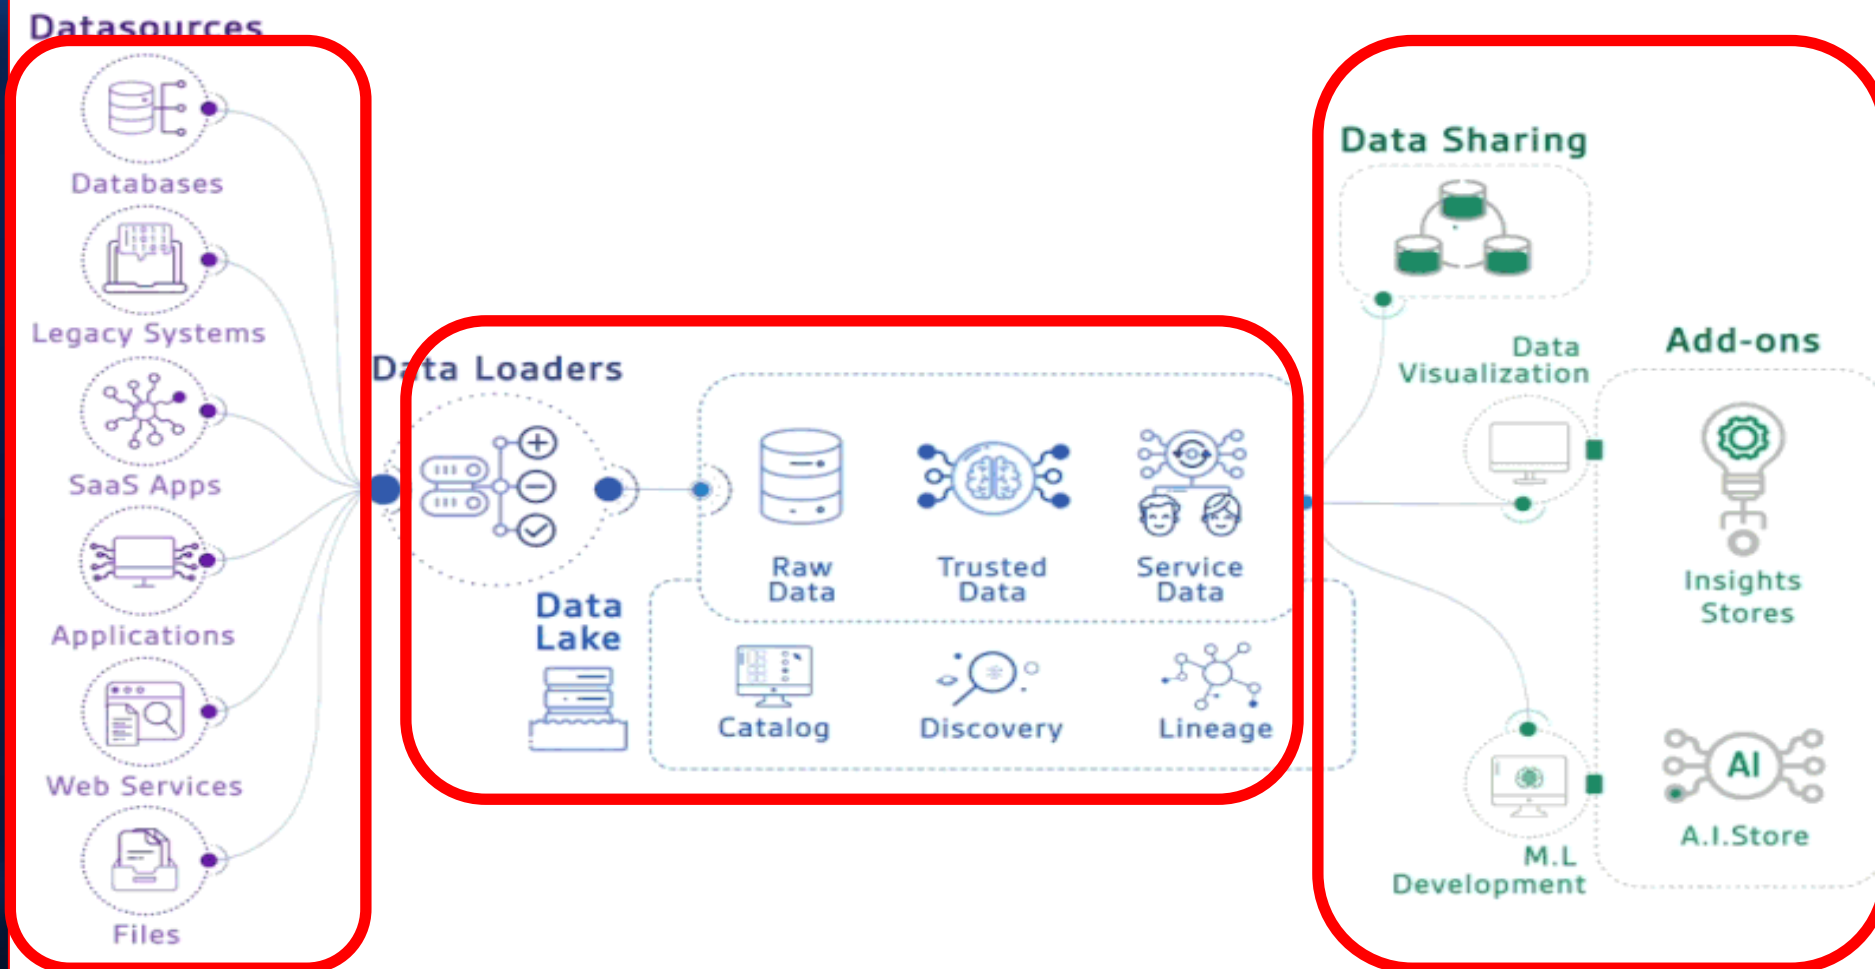 Datasources
Databases
Legacy Systems
SaaS Apps
Applications
Web Services
Files
Data Loaders
Raw
Data
Trusted
Data
Service
Data
Data
Lake
Catalog
Discovery
Lineage
Data Sharing
Data
Visualization
M.L
Development
Add-ons
Insights
Stores
AI
A.I.Store